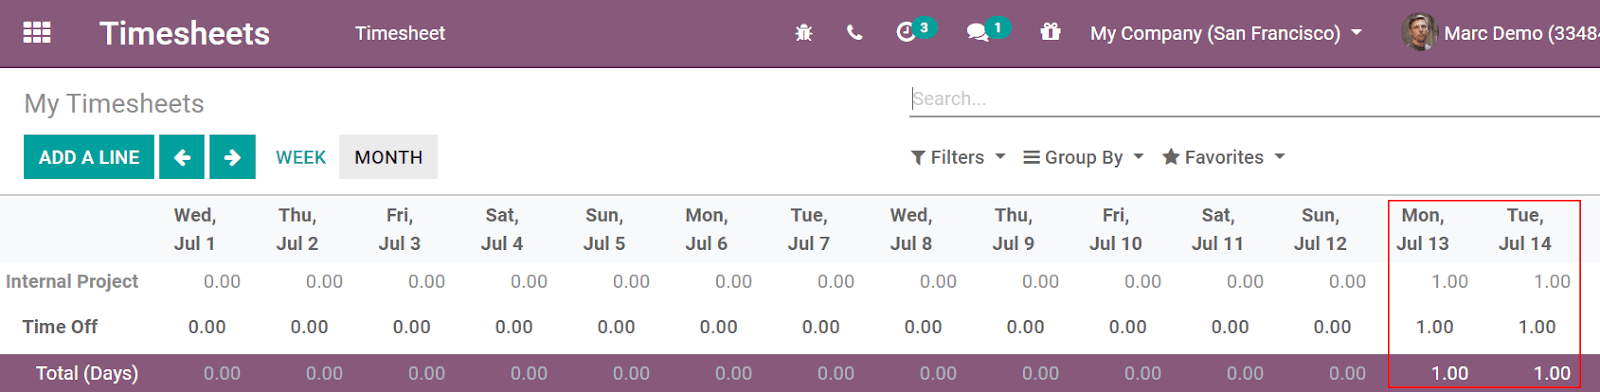 Timesheets Timesheet 3 1 My Company (San Francisco) Marc Demo (3348
My Timesheets Search...
ADD A LINE WEEK MONTH Filters Group By Favorites
Wed, Thu, Fri, Sat, Sun, Mon, Tue, Wed, Thu, Fri, Sat, Sun, Mon, Tue,
Jul 1 Jul 2 Jul 3 Jul 4 Jul 5 Jul 6 Jul 7 Jul 8 Jul 9 Jul 10 Jul 11 Jul 12 Jul 13 Jul 14
Internal Project 0.00 0.00 0.00 0.00 0.00 0.00 0.00 0.00 0.00 0.00 0.00 0.00 1.00 1.00
Time Off 0.00 0.00 0.00 0.00 0.00 0.00 0.00 0.00 0.00 0.00 0.00 0.00 1.00 1.00
Total (Days) 0.00 0.00 0.00 0.00 0.00 0.00 0.00 0.00 0.00 0.00 0.00 0.00 1.00 1.00